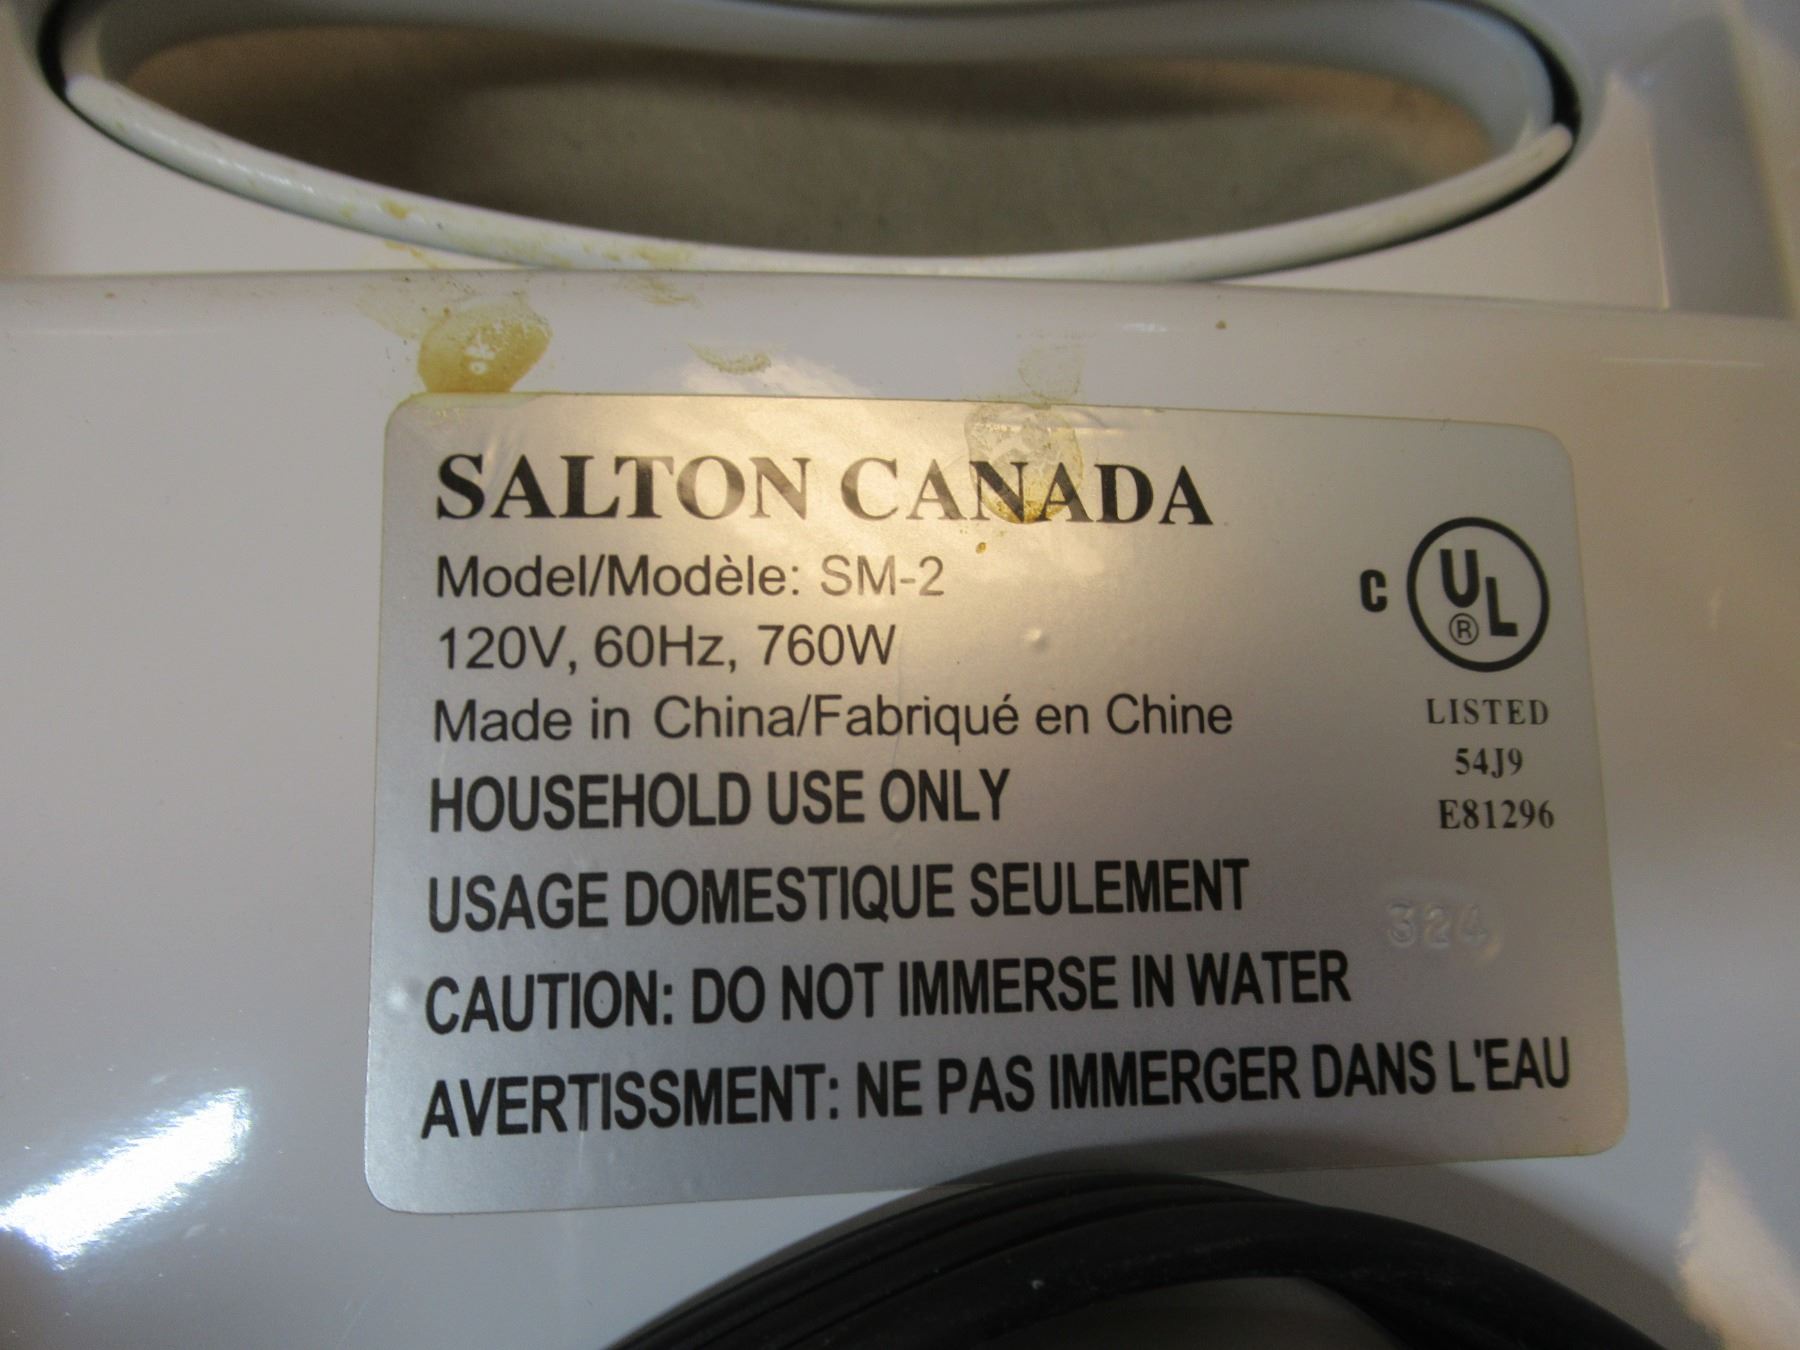 SALTON CANADA
Model/Modèle: SM-2
120V, 60Hz, 760W
Made in China/Fabriqué en Chine
HOUSEHOLD USE ONLY
USAGE DOMESTIQUE SEULEMENT
CAUTION: DO NOT IMMERSE IN WATER
AVERTISSMENT: NE PAS IMMERGER DANS L'EAU
C UL ®
LISTED
54J9
E81296
324